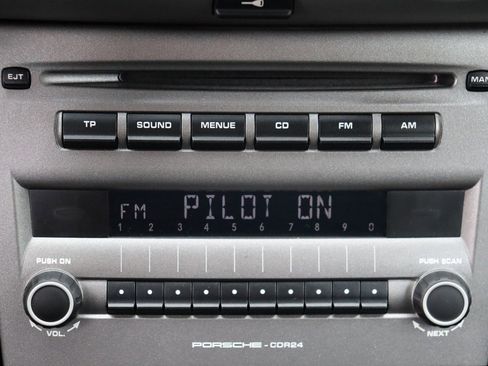 EJT
MAN
TP SOUND MENUE CD FM AM
FM PILOT ON
1 2 3 4 5 6 7 8 9 0
PUSH ON
PUSH SCAN
VOL.
NEXT
PORSCHE - CDR24